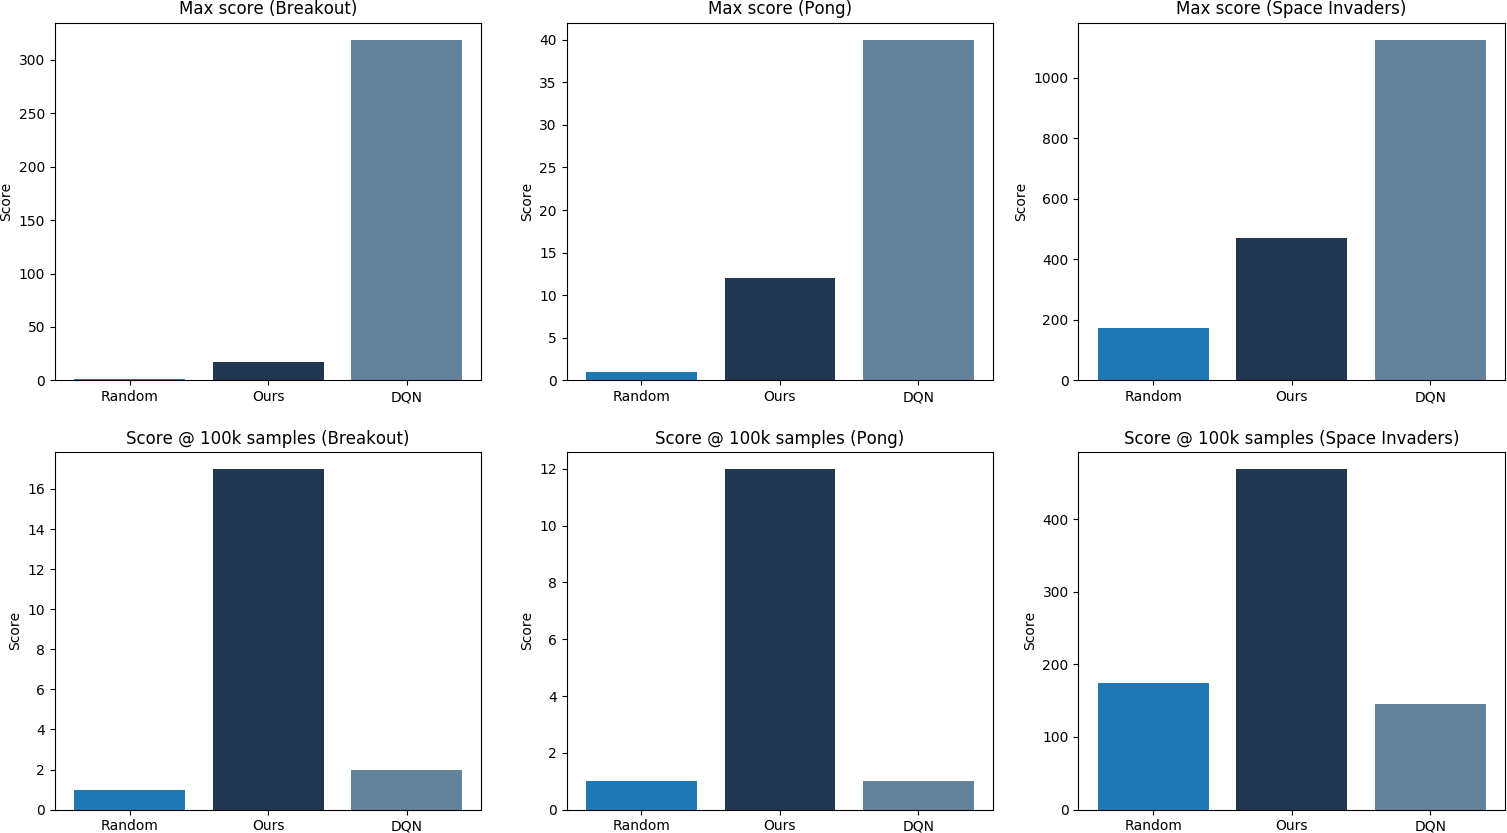 Max score (Breakout)
300
250
200
150
100
50
0
Score
Random Ours DQN
Max score (Pong)
40
35
30
25
20
15
10
5
0
Score
Random Ours DQN
Max score (Space Invaders)
1000
800
600
400
200
0
Score
Random Ours DQN
Score @ 100k samples (Breakout)
16
14
12
10
8
6
4
2
0
Score
Random Ours DQN
Score @ 100k samples (Pong)
12
10
8
6
4
2
0
Score
Random Ours DQN
Score @ 100k samples (Space Invaders)
400
300
200
100
0
Score
Random Ours DQN